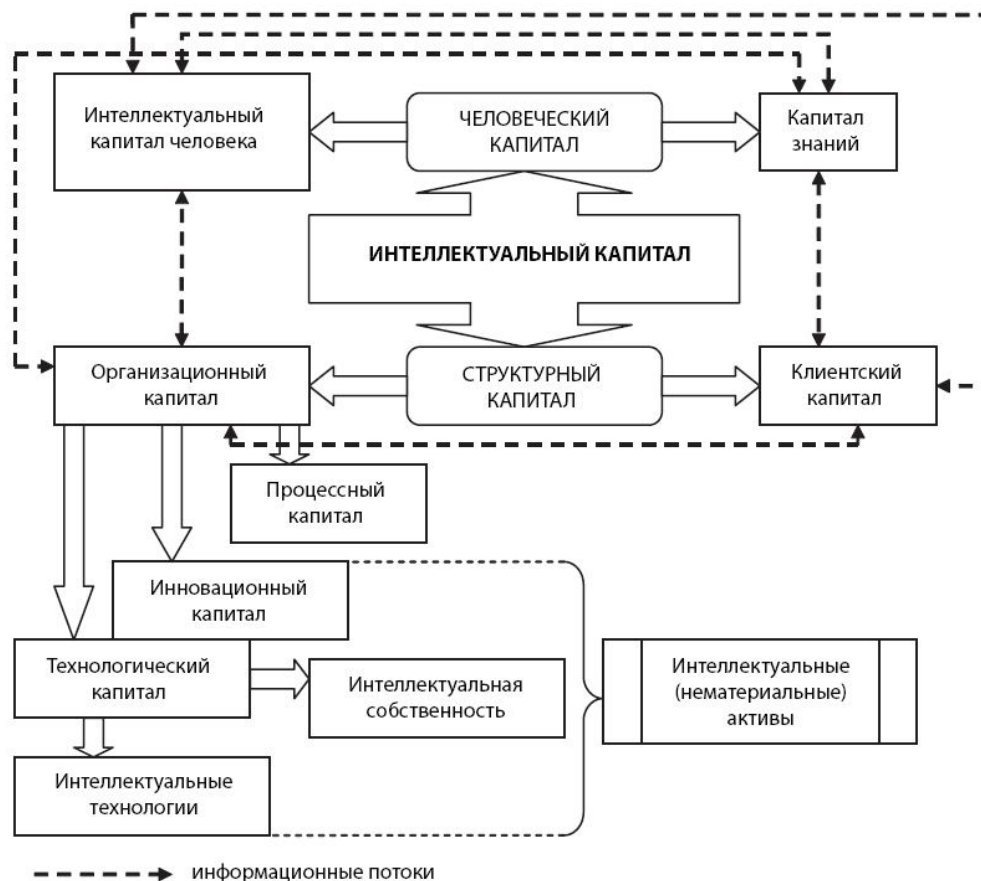 Интеллектуальный
капитал человека
ЧЕЛОВЕЧЕСКИЙ
КАПИТАЛ
Капитал
знаний
ИНТЕЛЛЕКТУАЛЬНЫЙ КАПИТАЛ
Организационный
капитал
СТРУКТУРНЫЙ
КАПИТАЛ
Клиентский
капитал
Процессный
капитал
Инновационный
капитал
Технологический
капитал
Интеллектуальная
собственность
Интеллектуальные
(нематериальные)
активы
Интеллектуальные
технологии
информационные потоки